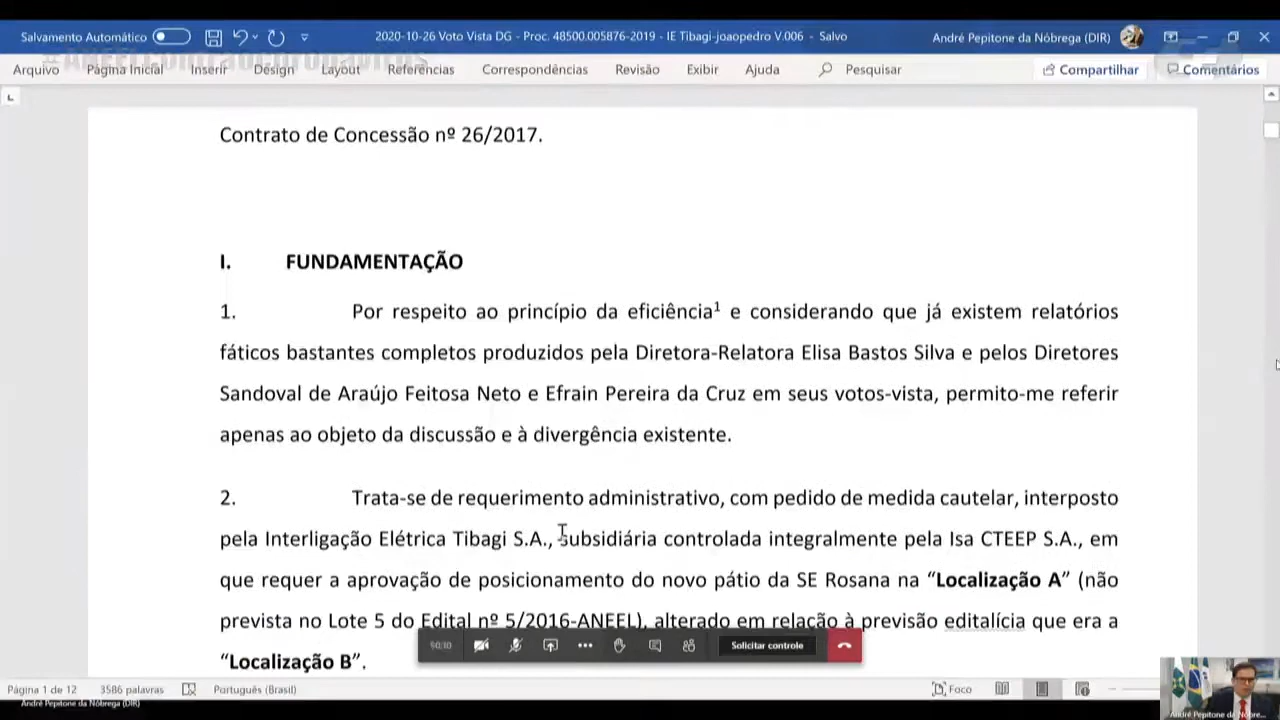 Salvamento Automático
2020-10-26 Voto Vista DG - Proc. 48500.005876-2019 - IE Tibagi-joaopedro V.006 - Salvo
André Pepitone da Nóbrega (DIR)
Arquivo Página Inicial Inserir Design Layout Referências Correspondências Revisão Exibir Ajuda Pesquisar Compartilhar Comentários
Contrato de Concessão nº 26/2017.
I. FUNDAMENTAÇÃO
1. Por respeito ao princípio da eficiência¹ e considerando que já existem relatórios
fáticos bastantes completos produzidos pela Diretora-Relatora Elisa Bastos Silva e pelos Diretores
Sandoval de Araújo Feitosa Neto e Efrain Pereira da Cruz em seus votos-vista, permito-me referir
apenas ao objeto da discussão e à divergência existente.
2. Trata-se de requerimento administrativo, com pedido de medida cautelar, interposto
pela Interligação Elétrica Tibagi S.A., subsidiária controlada integralmente pela Isa CTEEP S.A., em
que requer a aprovação de posicionamento do novo pátio da SE Rosana na “Localização A” (não
prevista no Lote 5 do Edital nº 5/2016-ANEEL), alterado em relação à previsão editalícia que era a
“Localização B”.
Solicitar controle
Página 1 de 12 3586 palavras Português (Brasil) Foco
André Pepitone da Nóbrega (DIR)
André Pepitone da Nóbre...